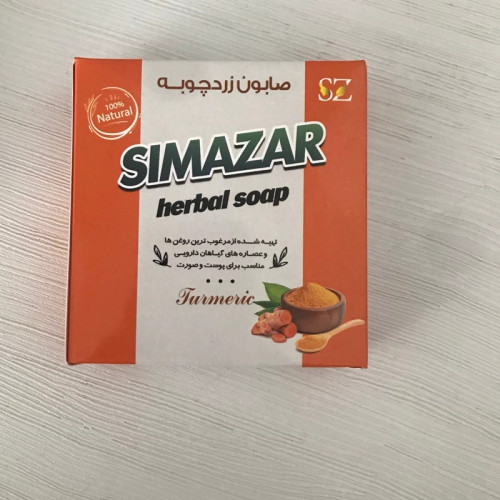 صابون زردچوبه
SZ
100%
Natural
SIMAZAR
herbal soap
تهیه شده از مرغوب ترین روغن ها
و عصاره های گیاهان دارویی
مناسب برای پوست و صورت
Turmeric